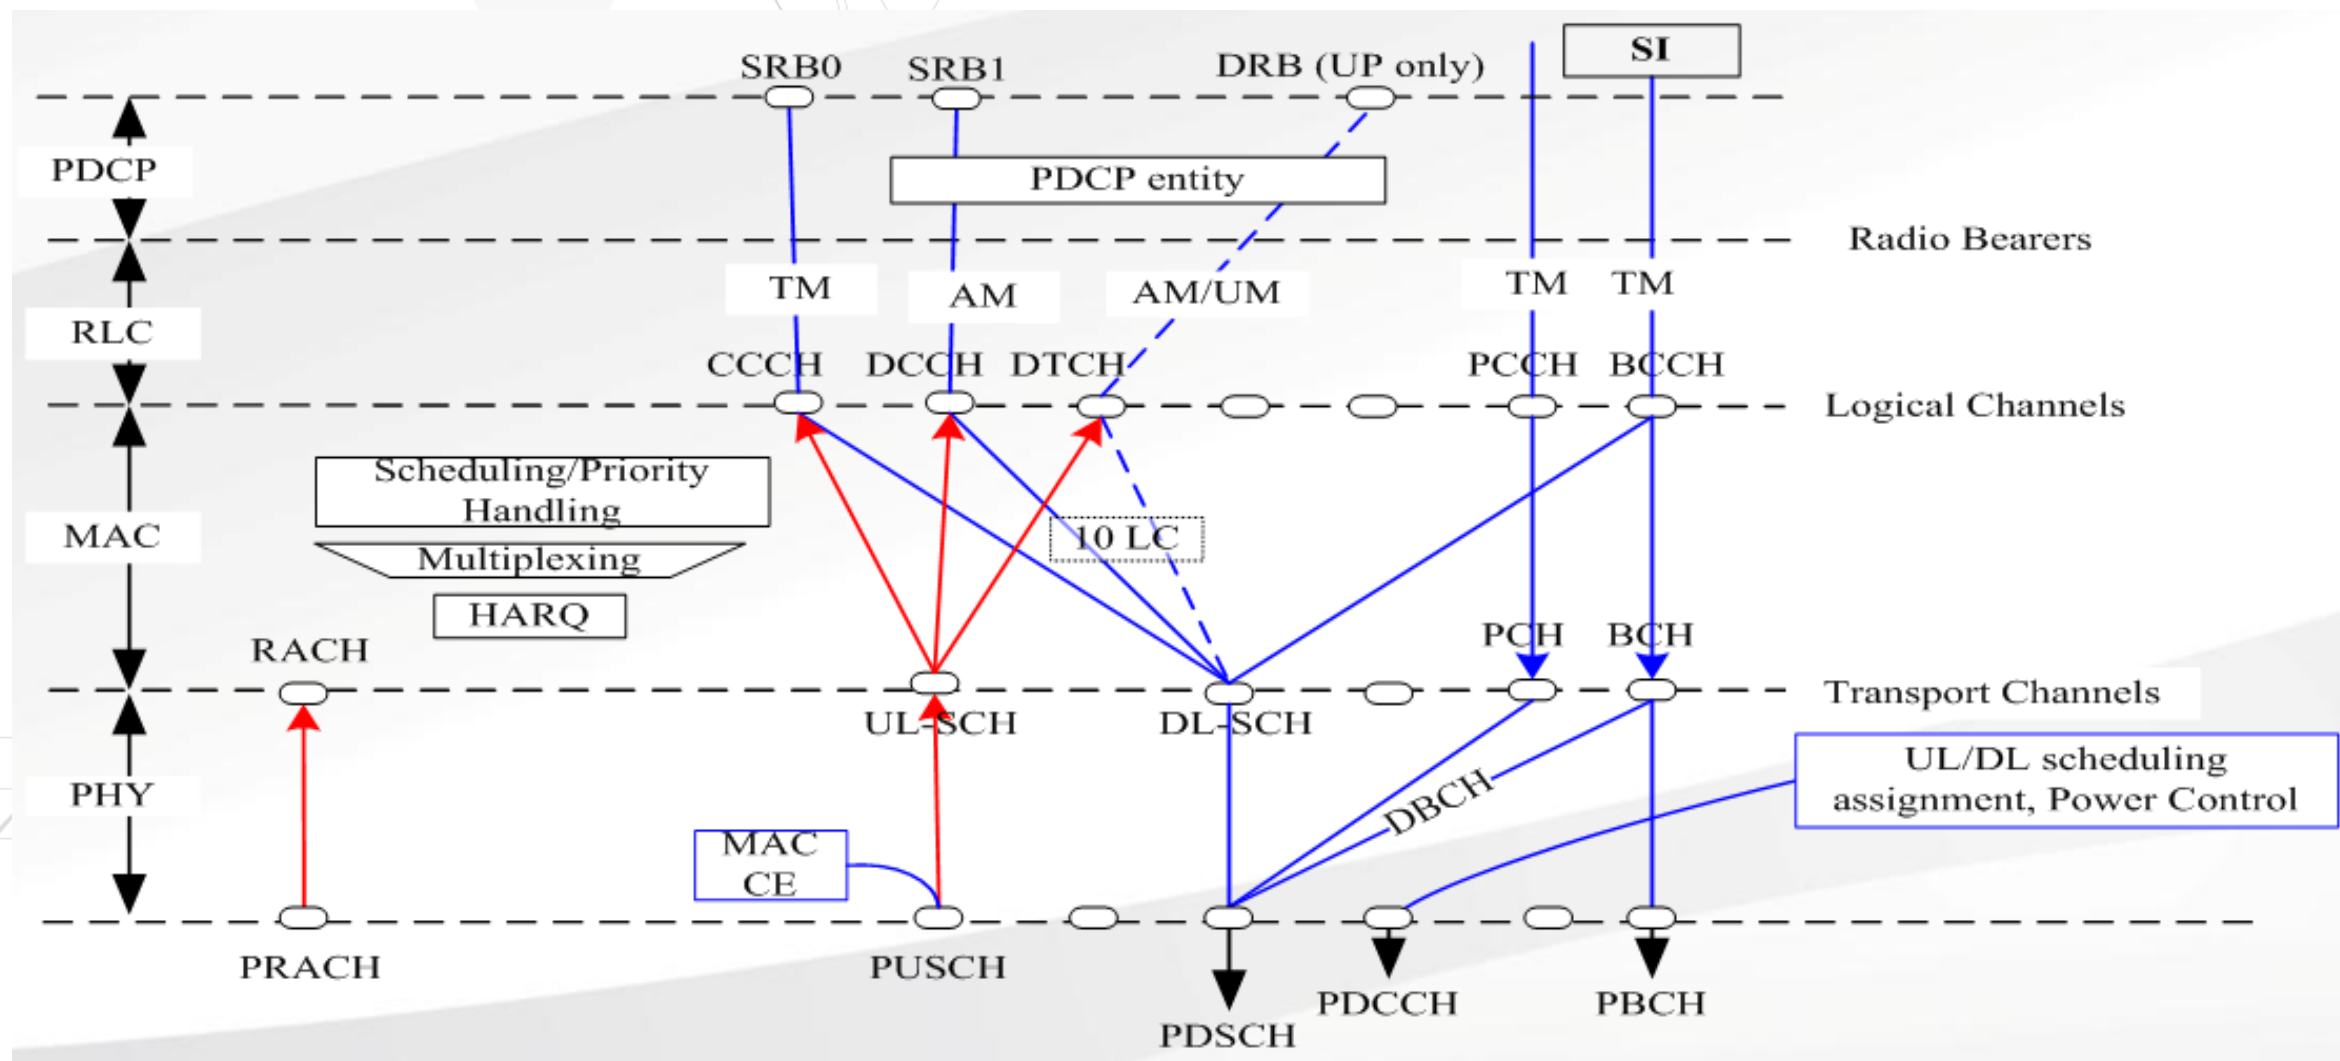 SI
SRB0
SRB1
DRB (UP only)
PDCP
PDCP entity
Radio Bearers
TM
AM
AM/UM
TM
TM
RLC
CCCH
DCCH
DTCH
PCCH
BCCH
Logical Channels
Scheduling/Priority
Handling
MAC
10 LC
Multiplexing
HARQ
RACH
PCH
BCH
Transport Channels
UL-SCH
DL-SCH
UL/DL scheduling
assignment, Power Control
PHY
DBCH
MAC
CE
PRACH
PUSCH
PDCCH
PBCH
PDSCH